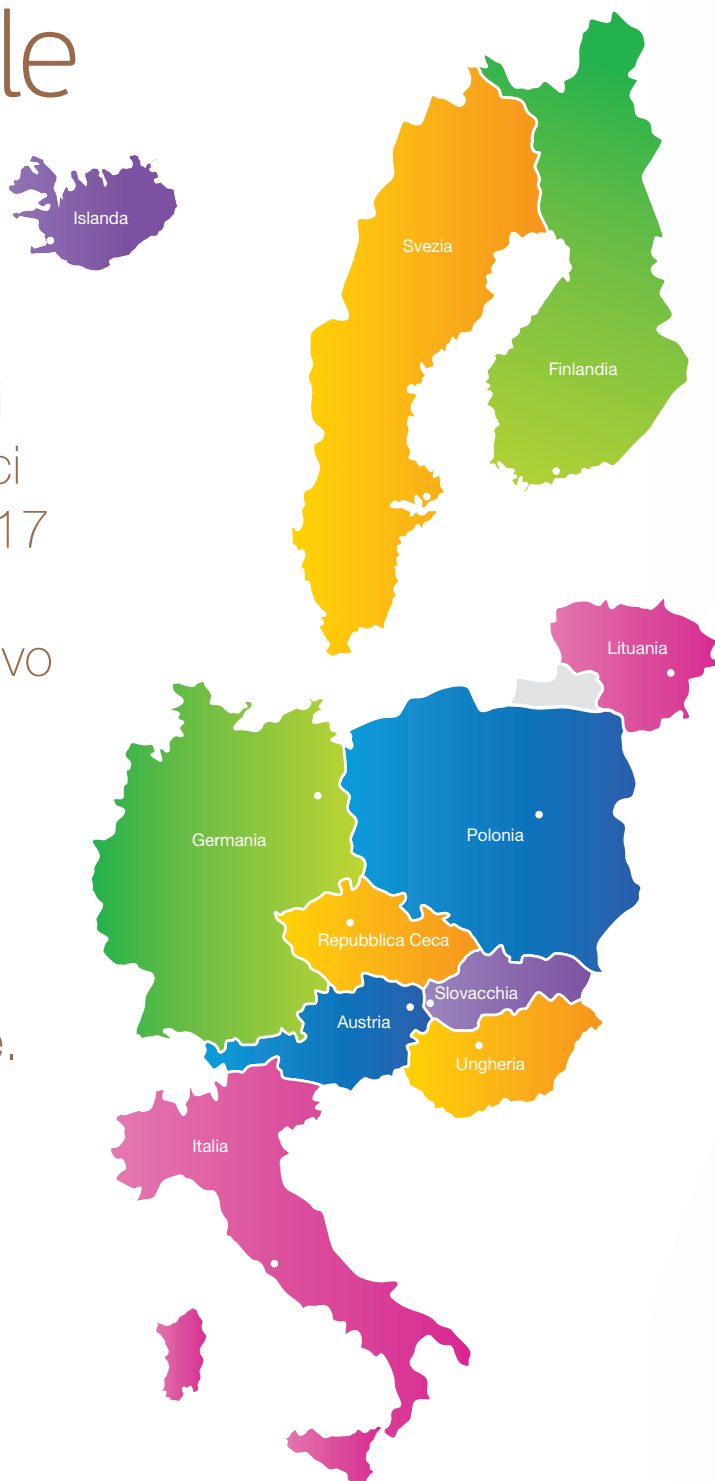 le
Islanda
Svezia
Finlandia
ci
17
vo
Lituania
Germania
Polonia
Repubblica Ceca
Slovacchia
Austria
e.
Ungheria
Italia